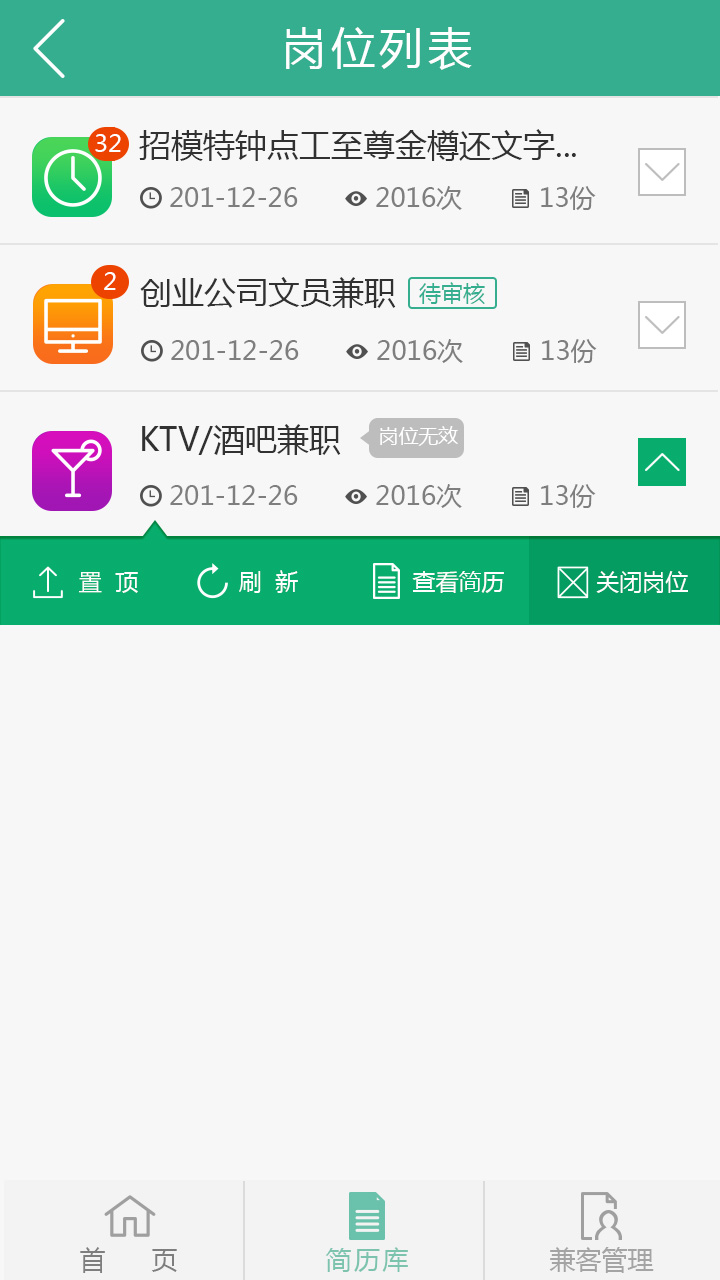 岗位列表
32
招模特钟点工至尊金樽还文字...
201-12-26 2016次 13份
2
创业公司文员兼职 待审核
201-12-26 2016次 13份
KTV/酒吧兼职 岗位无效
201-12-26 2016次 13份
置 顶 刷 新 查看简历 关闭岗位
首 页 简历库 兼客管理